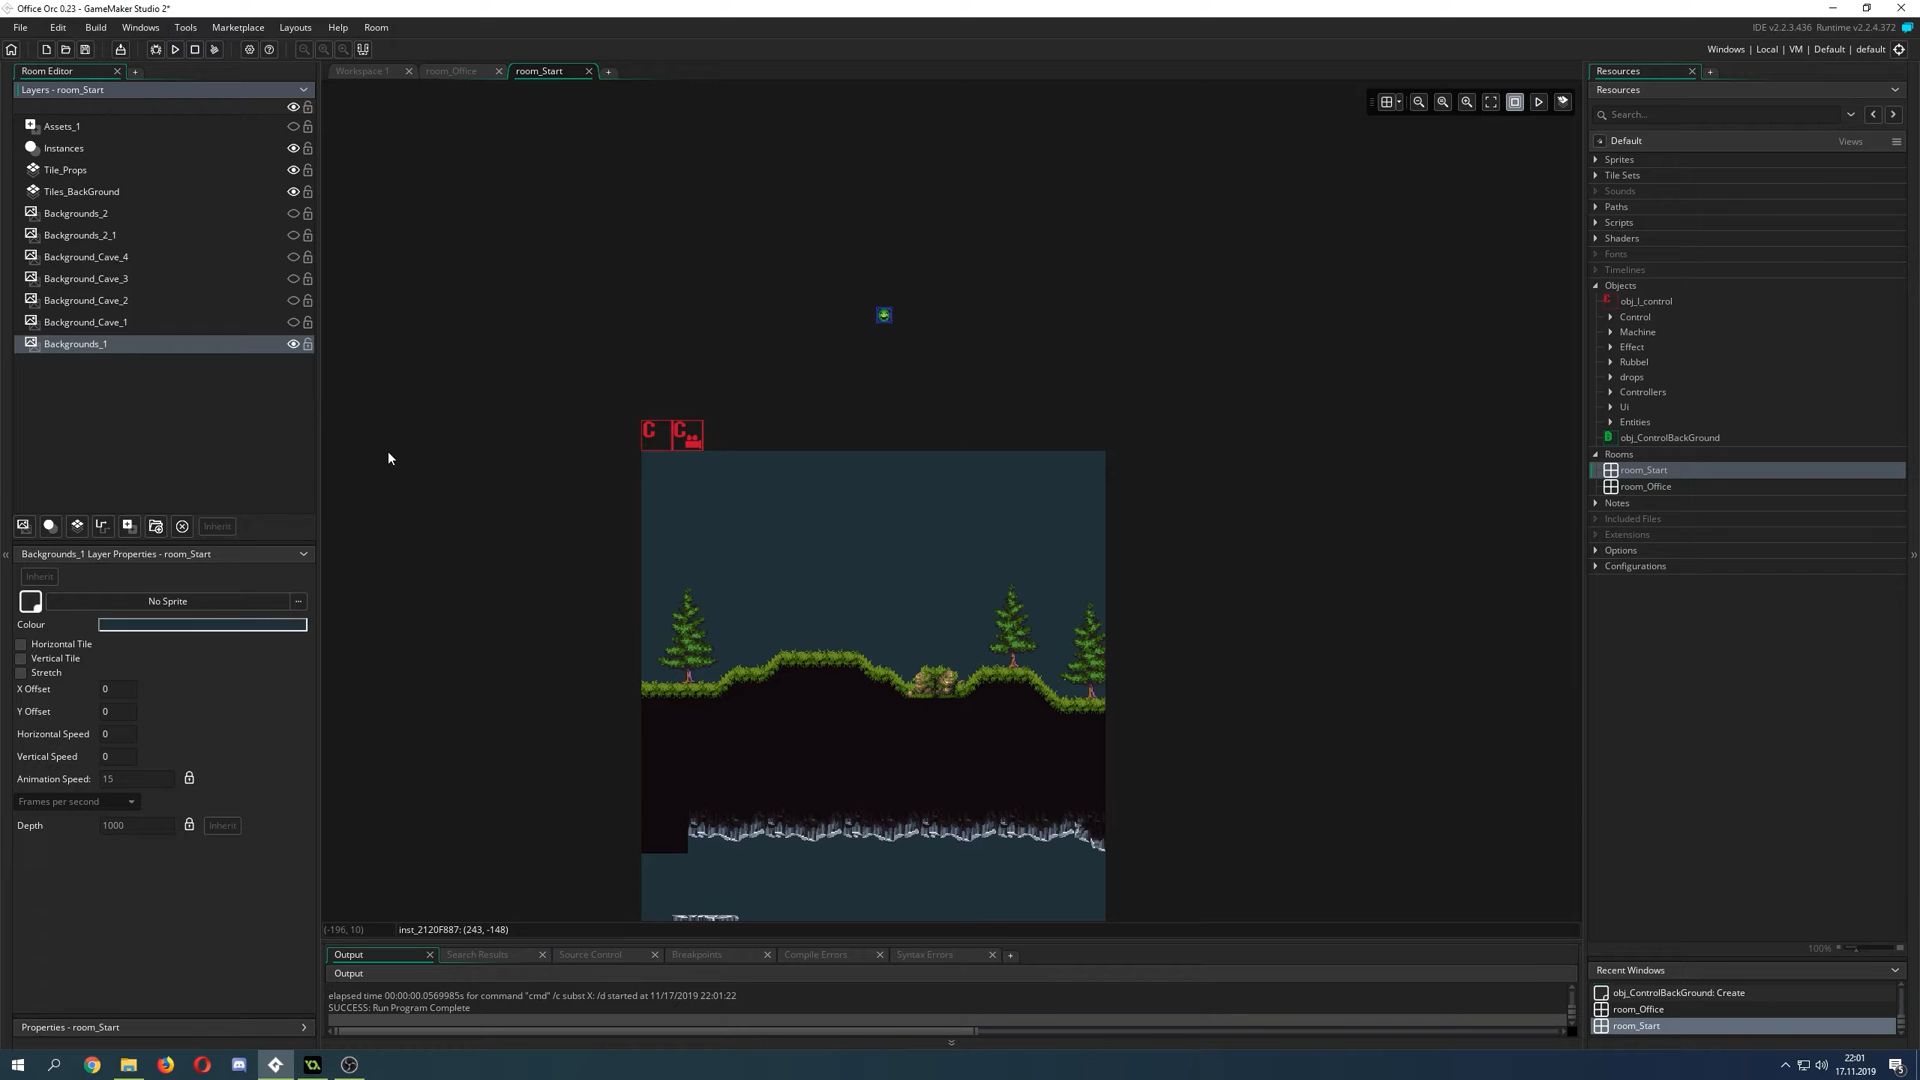 Office Orc 0.23 - GameMaker Studio 2*
File Edit Build Windows Tools Marketplace Layouts Help Room
IDE v2.2.3.436 Runtime v2.2.4.372
Windows | Local | VM | Default | default
Room Editor
Workspace 1
room_Office
room_Start
Resources
Layers - room_Start
Resources
Search...
Assets_1
Default
Views
Instances
Sprites
Tile_Props
Tile Sets
Tiles_BackGround
Sounds
Backgrounds_2
Paths
Backgrounds_2_1
Scripts
Background_Cave_4
Shaders
Background_Cave_3
Fonts
Background_Cave_2
Timelines
Background_Cave_1
Objects
Backgrounds_1
obj_I_control
Control
Machine
Effect
Rubbel
drops
Controllers
Ui
Entities
C C
obj_ControlBackGround
Rooms
room_Start
room_Office
Notes
Included Files
Extensions
Options
Configurations
Inherit
Backgrounds_1 Layer Properties - room_Start
Inherit
No Sprite
...
Colour
Horizontal Tile
Vertical Tile
Stretch
X Offset 0
Y Offset 0
Horizontal Speed 0
Vertical Speed 0
Animation Speed: 15
Frames per second
Depth 1000 Inherit
(-196, 10) inst_2120F887: (243, -148)
100%
Output Search Results Source Control Breakpoints Compile Errors Syntax Errors
Output
elapsed time 00:00:00.0569985s for command "cmd" /c subst X: /d started at 11/17/2019 22:01:22
SUCCESS: Run Program Complete
Recent Windows
obj_ControlBackGround: Create
room_Office
room_Start
Properties - room_Start
22:01
17.11.2019
5